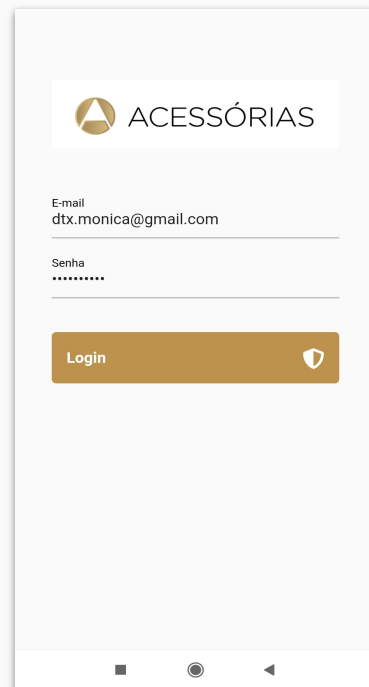 ACESSÓRIAS
E-mail
dtx.monica@gmail.com
Senha
••••••••••
Login